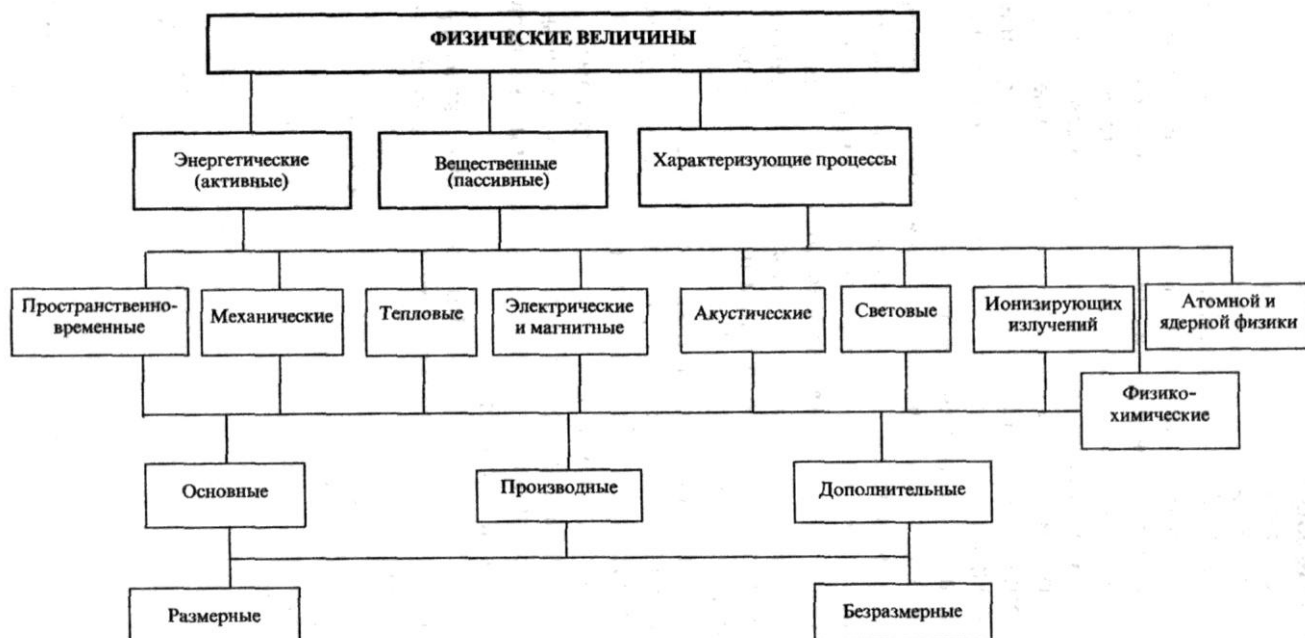 ФИЗИЧЕСКИЕ ВЕЛИЧИНЫ
Энергетические
(активные)
Вещественные
(пассивные)
Характеризующие процессы
Пространственно-
временные
Механические
Тепловые
Электрические
и магнитные
Акустические
Световые
Ионизирующих
излучений
Атомной и
ядерной физики
Физико-
химические
Основные
Производные
Дополнительные
Размерные
Безразмерные